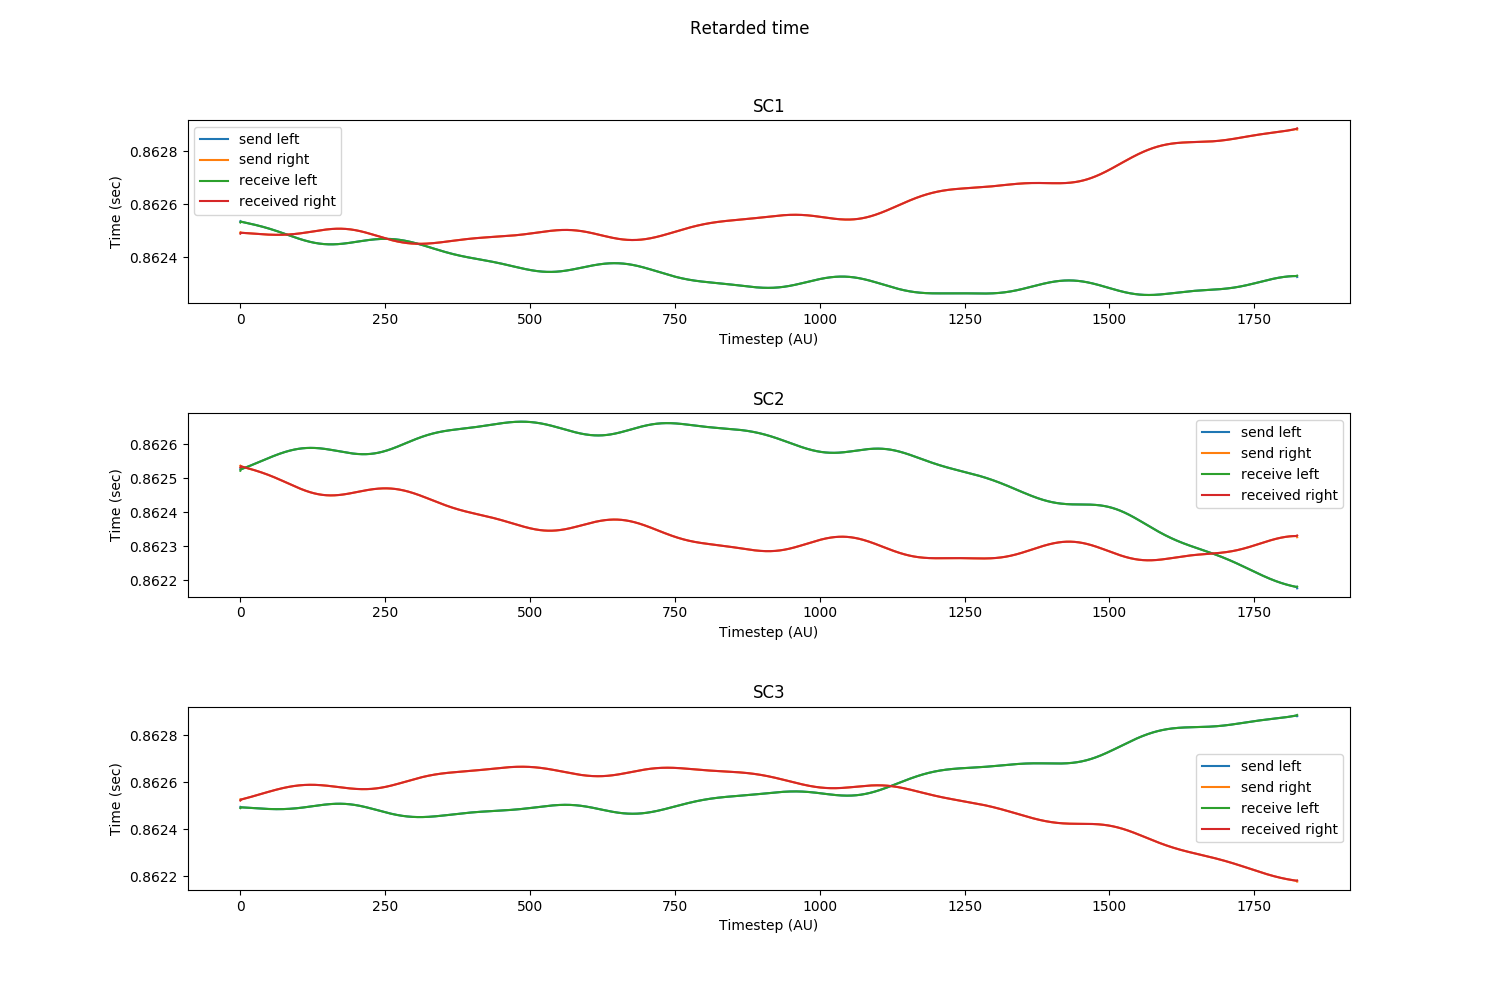 Retarded time
SC1
send left
send right
receive left
received right
0.8628
0.8626
0.8624
Time (sec)
0 250 500 750 1000 1250 1500 1750
Timestep (AU)
SC2
send left
send right
receive left
received right
0.8626
0.8625
0.8624
0.8623
0.8622
Time (sec)
0 250 500 750 1000 1250 1500 1750
Timestep (AU)
SC3
send left
send right
receive left
received right
0.8628
0.8626
0.8624
0.8622
Time (sec)
0 250 500 750 1000 1250 1500 1750
Timestep (AU)